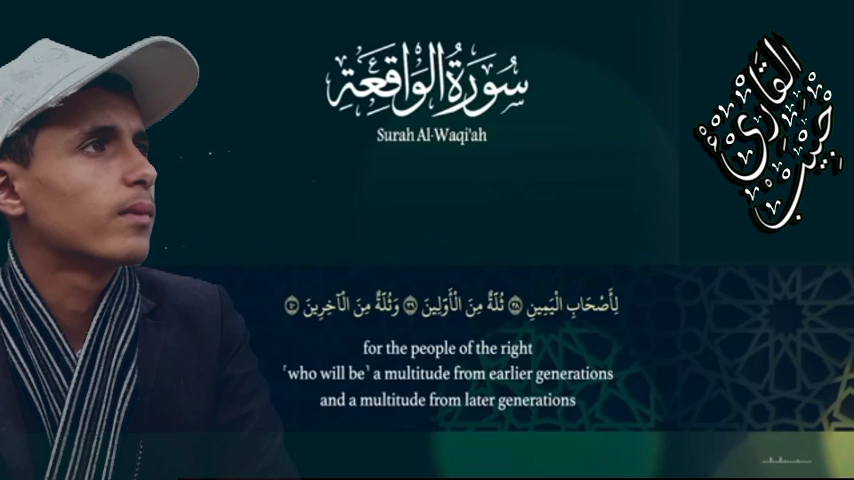 سُورَةُ الْوَاقِعَةِ
Surah Al-Waqi'ah
القارئ
حبيب
لِأَصْحَابِ الْيَمِينِ ٣٨ ثُلَّةٌ مِنَ الْأَوَّلِينَ ٣٩ وَثُلَّةٌ مِنَ الْآخِرِينَ ٤٠
for the people of the right
˹who will be˺ a multitude from earlier generations
and a multitude from later generations